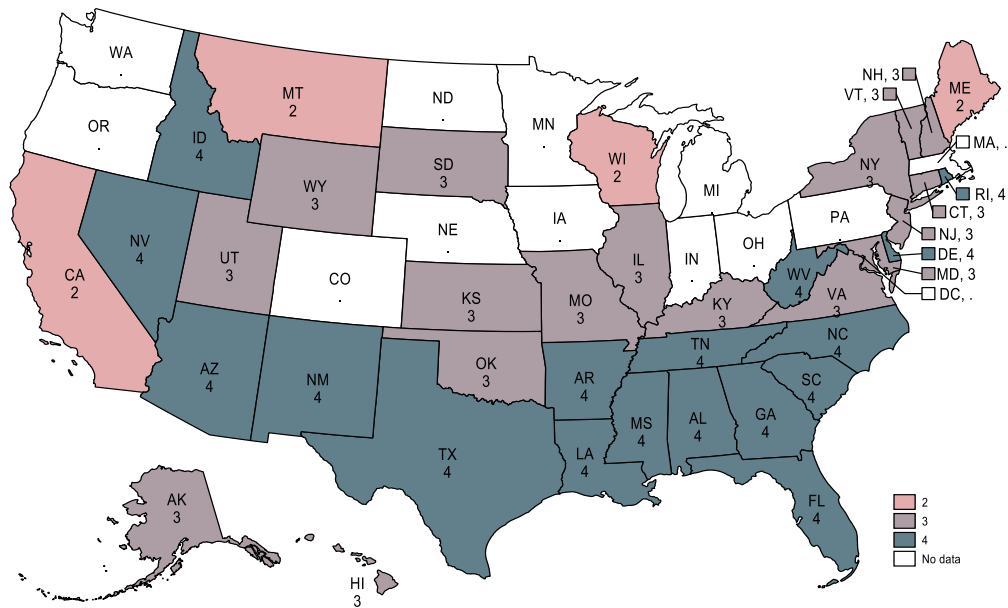 WA
.
OR
.
CA
2
NV
4
ID
4
MT
2
WY
3
UT
3
AZ
4
CO
.
NM
4
ND
.
SD
3
NE
.
KS
3
OK
3
TX
4
MN
.
IA
.
MO
3
AR
4
LA
4
WI
2
IL
3
MI
.
IN
.
OH
.
KY
3
TN
4
MS
4
AL
4
GA
4
FL
4
SC
4
NC
4
VA
3
WV
4
PA
.
NY
3
ME
2
NH, 3
VT, 3
MA, .
RI, 4
CT, 3
NJ, 3
DE, 4
MD, 3
DC, .
AK
3
HI
3
2
3
4
No data